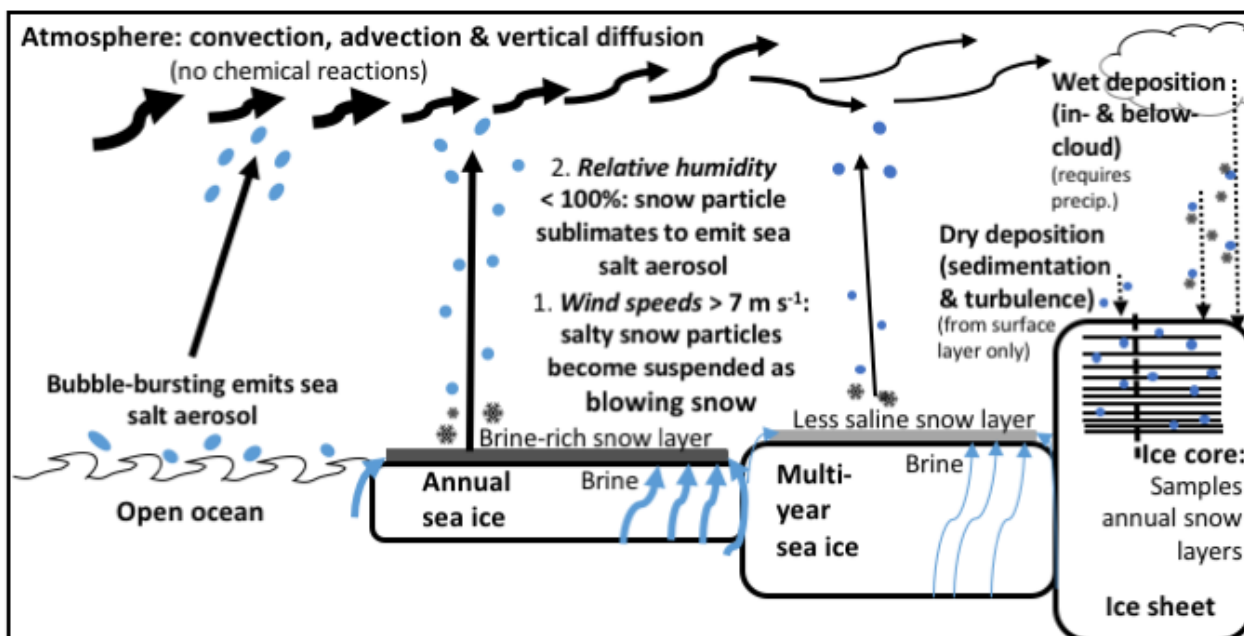 Atmosphere: convection, advection & vertical diffusion
(no chemical reactions)
Wet deposition
(in- & below-
cloud)
(requires
precip.)
2. Relative humidity
< 100%: snow particle
sublimates to emit sea
salt aerosol
1. Wind speeds > 7 m s⁻¹:
salty snow particles
become suspended as
blowing snow
Dry deposition
(sedimentation
& turbulence)
(from surface
layer only)
Bubble-bursting emits sea
salt aerosol
Open ocean
Brine-rich snow layer
Annual
sea ice
Brine
Less saline snow layer
Multi-
year
sea ice
Brine
Ice core:
Samples
annual snow
layers
Ice sheet